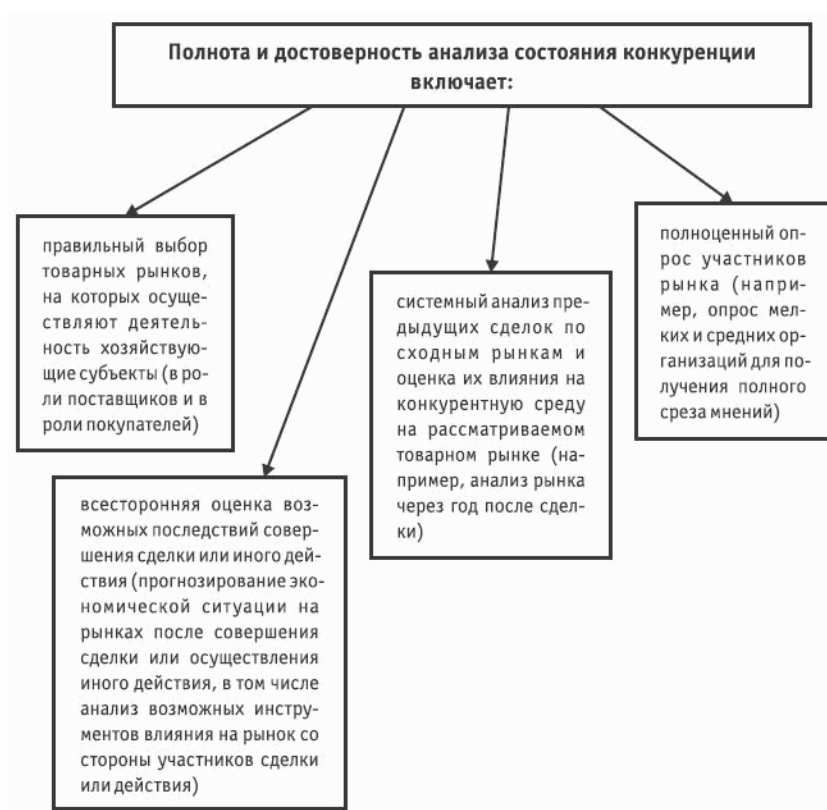 Полнота и достоверность анализа состояния конкуренции
включает:
правильный выбор
товарных рынков,
на которых осуще-
ствляют деятель-
ность хозяйствую-
щие субъекты (в ро-
ли поставщиков и в
роли покупателей)
всесторонняя оценка воз-
можных последствий совер-
шения сделки или иного дей-
ствия (прогнозирование эко-
номической ситуации на
рынках после совершения
сделки или осуществления
иного действия, в том числе
анализ возможных инстру-
ментов влияния на рынок со
стороны участников сделки
или действия)
системный анализ пре-
дыдущих сделок по
сходным рынкам и
оценка их влияния на
конкурентную среду
на рассматриваемом
товарном рынке (на-
пример, анализ рынка
через год после сдел-
ки)
полноценный оп-
рос участников
рынка (напри-
мер, опрос мел-
ких и средних ор-
ганизаций для по-
лучения полного
среза мнений)